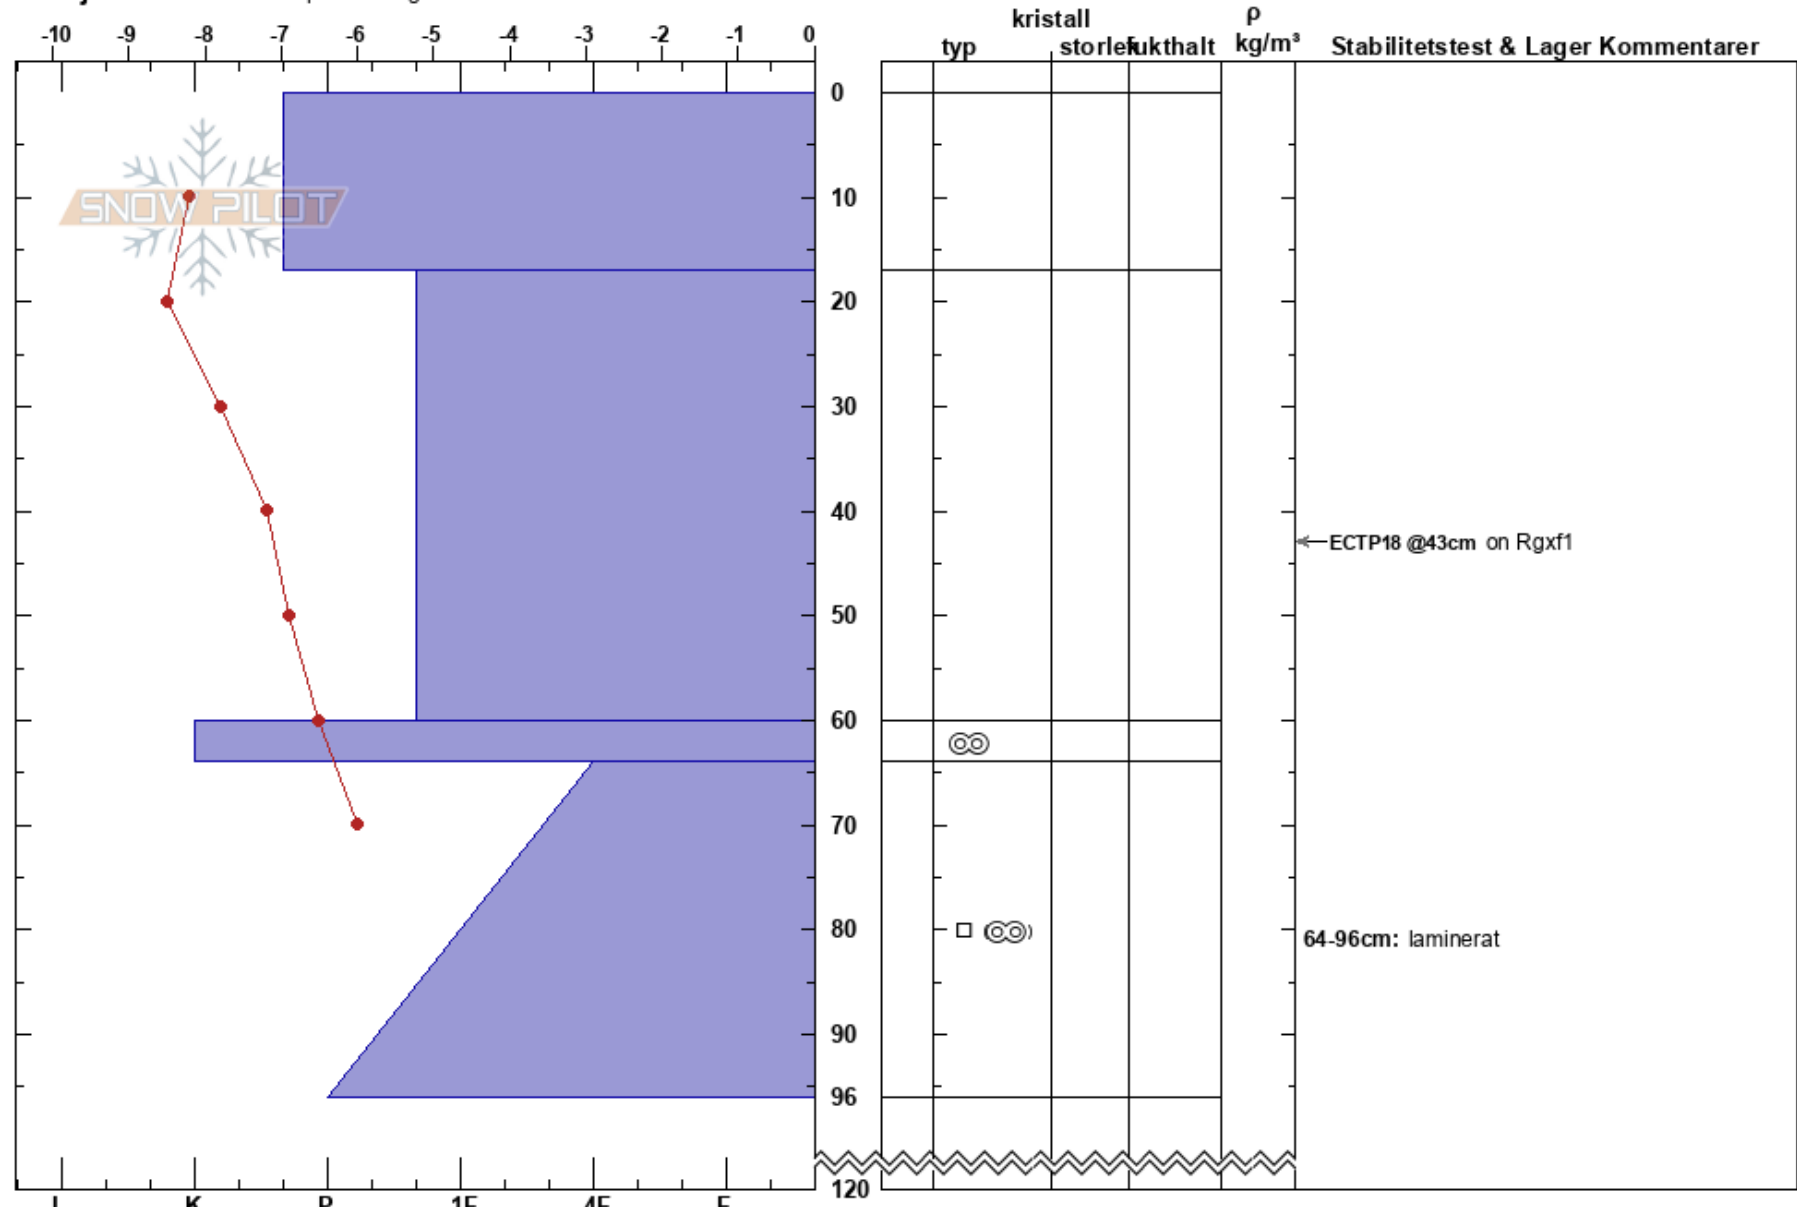 -10 -9 -8 -7 -6 -5 -4 -3 -2 -1 0
kristall
typ storlek fukthalt
ρ
kg/m³
Stabilitetstest & Lager Kommentarer
0
SNOW PILOT
10
20
30
40
ECTP18 @43cm on Rgxf1
50
60
70
80
64-96cm: laminerat
90
96
120
I K P 1F 4F F